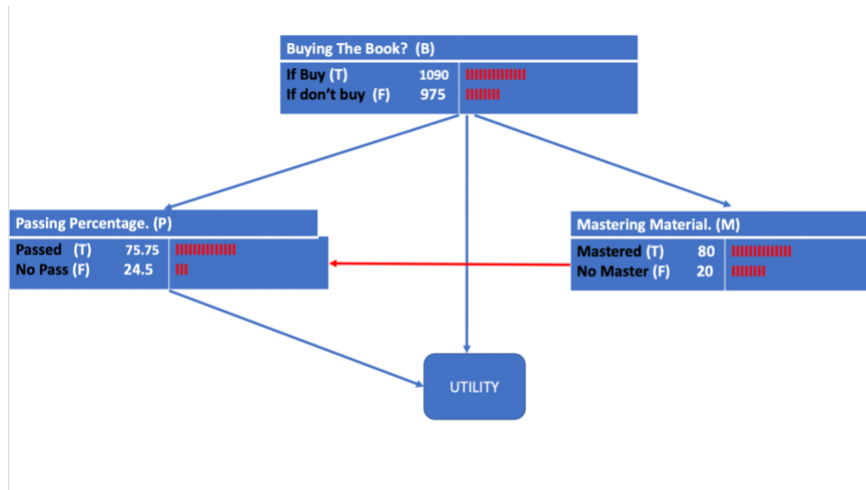 Buying The Book? (B)
If Buy (T) 1090
If don't buy (F) 975
Passing Percentage. (P)
Passed (T) 75.75
No Pass (F) 24.5
Mastering Material. (M)
Mastered (T) 80
No Master (F) 20
UTILITY